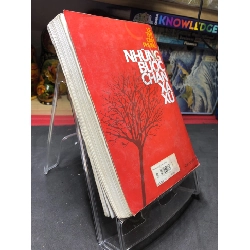 I KNOWLEDGE
NHỮNG
BƯỚC
CHÂN
XA
XỨ